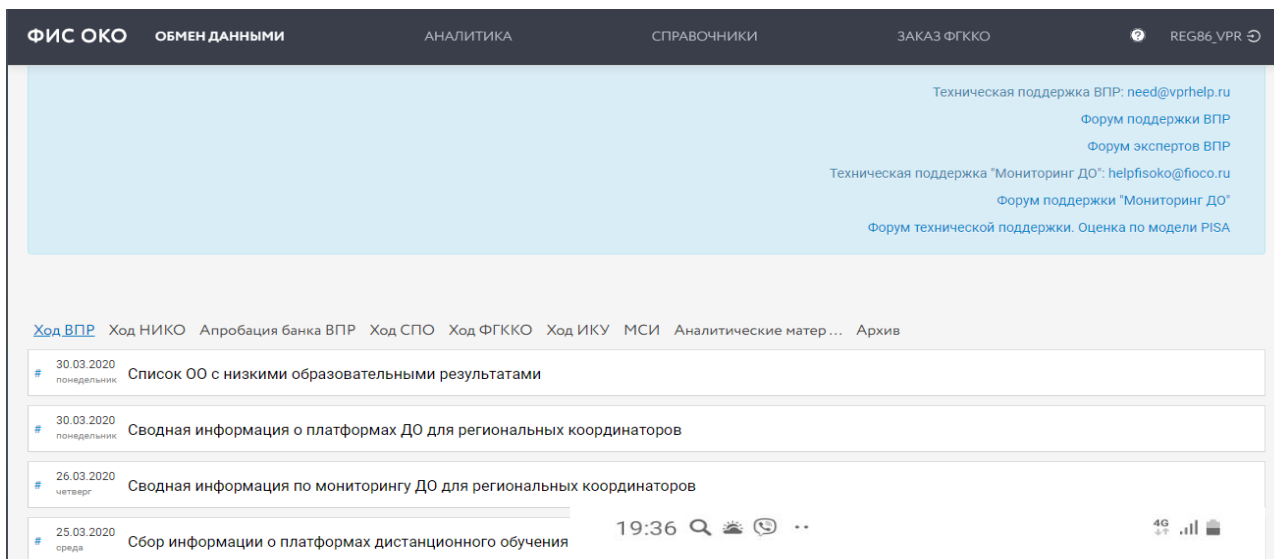 ФИС ОКО ОБМЕН ДАННЫМИ АНАЛИТИКА СПРАВОЧНИКИ ЗАКАЗ ФГККО ? REG86_VPR
Техническая поддержка ВПР: need@vprhelp.ru
Форум поддержки ВПР
Форум экспертов ВПР
Техническая поддержка "Мониторинг ДО": helpfisoko@fioco.ru
Форум поддержки "Мониторинг ДО"
Форум технической поддержки. Оценка по модели PISA
Ход ВПР Ход НИКО Апробация банка ВПР Ход СПО Ход ФГККО Ход ИКУ МСИ Аналитические матер... Архив
# 30.03.2020 понедельник Список ОО с низкими образовательными результатами
# 30.03.2020 понедельник Сводная информация о платформах ДО для региональных координаторов
# 26.03.2020 четверг Сводная информация по мониторингу ДО для региональных координаторов
# 25.03.2020 среда Сбор информации о платформах дистанционного обучения
19:36 4G